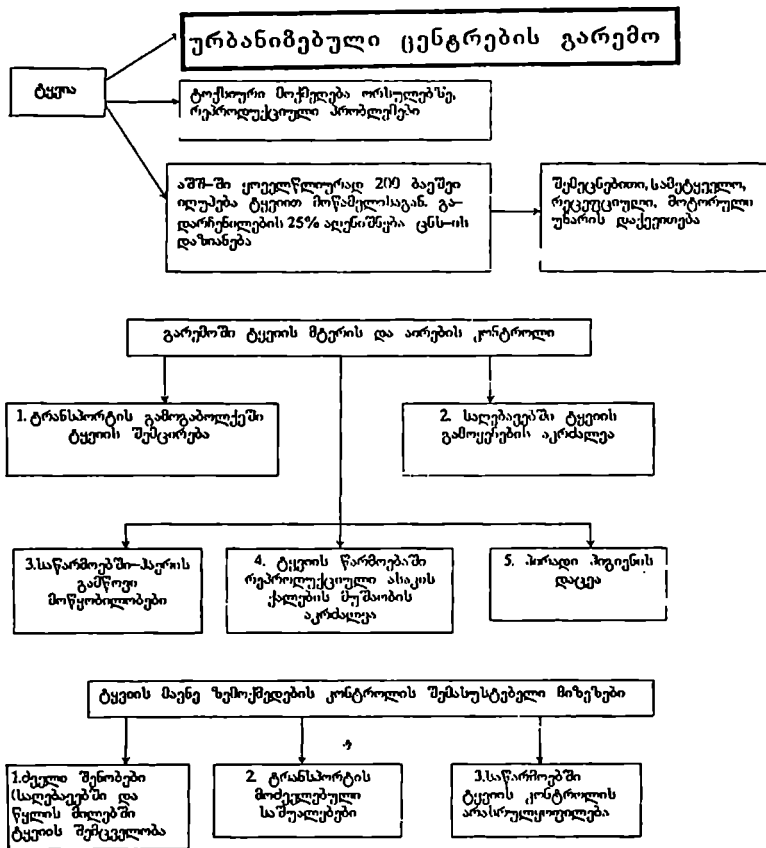 ურბანიზებული ცენტრების გარემო
ტყვია
ტოქსიური მოქმედება ორსულებზე,
რეპროდუქციული პრობლემები
აშშ–ში ყოველწლიურად 200 ბავშვი
იღუპება ტყვიით მოწამვლისაგან. გა-
დარჩენილების 25% აღენიშნება ცნს–ის
დაზიანება
შემეცნებითი, სამეტყველო,
რეცეფციული, მოტორული
უნარის დაქვეითება
გარემოში ტყვიის მტვერის და აირების კონტროლი
1. ტრანსპორტის გამოგაბოლქვში
ტყვიის შემცირება
2. საღებავებში ტყვიის
გამოყენების აკრძალვა
3.საწარმოებში–ჰაერის
გამწოვი
მოწყობილობები
4. ტყვიის წარმოებაში
რეპროდუქციული ასაკის
ქალების მუშაობის
აკრძალვა
5. პირადი ჰიგიენის
დაცვა
ტყვიის მავნე ზემოქმედების კონტროლის შემასუსტებელი მიზეზები
1.ძველი შენობები
(საღებავებში და
წყლის მილებში
ტყვიის შემცველობა
2. ტრანსპორტის
მოძველებული
საშუალებები
3.საწარმოებში
ტყვიის კონტროლის
არასრულყოფილება